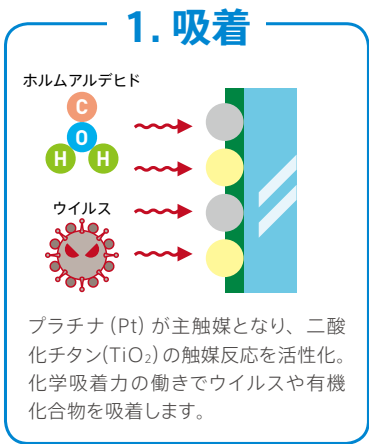 1. 吸着
ホルムアルデヒド
C
O
H H
ウイルス
プラチナ (Pt) が主触媒となり、二酸
化チタン(TiO₂)の触媒反応を活性化。
化学吸着力の働きでウイルスや有機
化合物を吸着します。